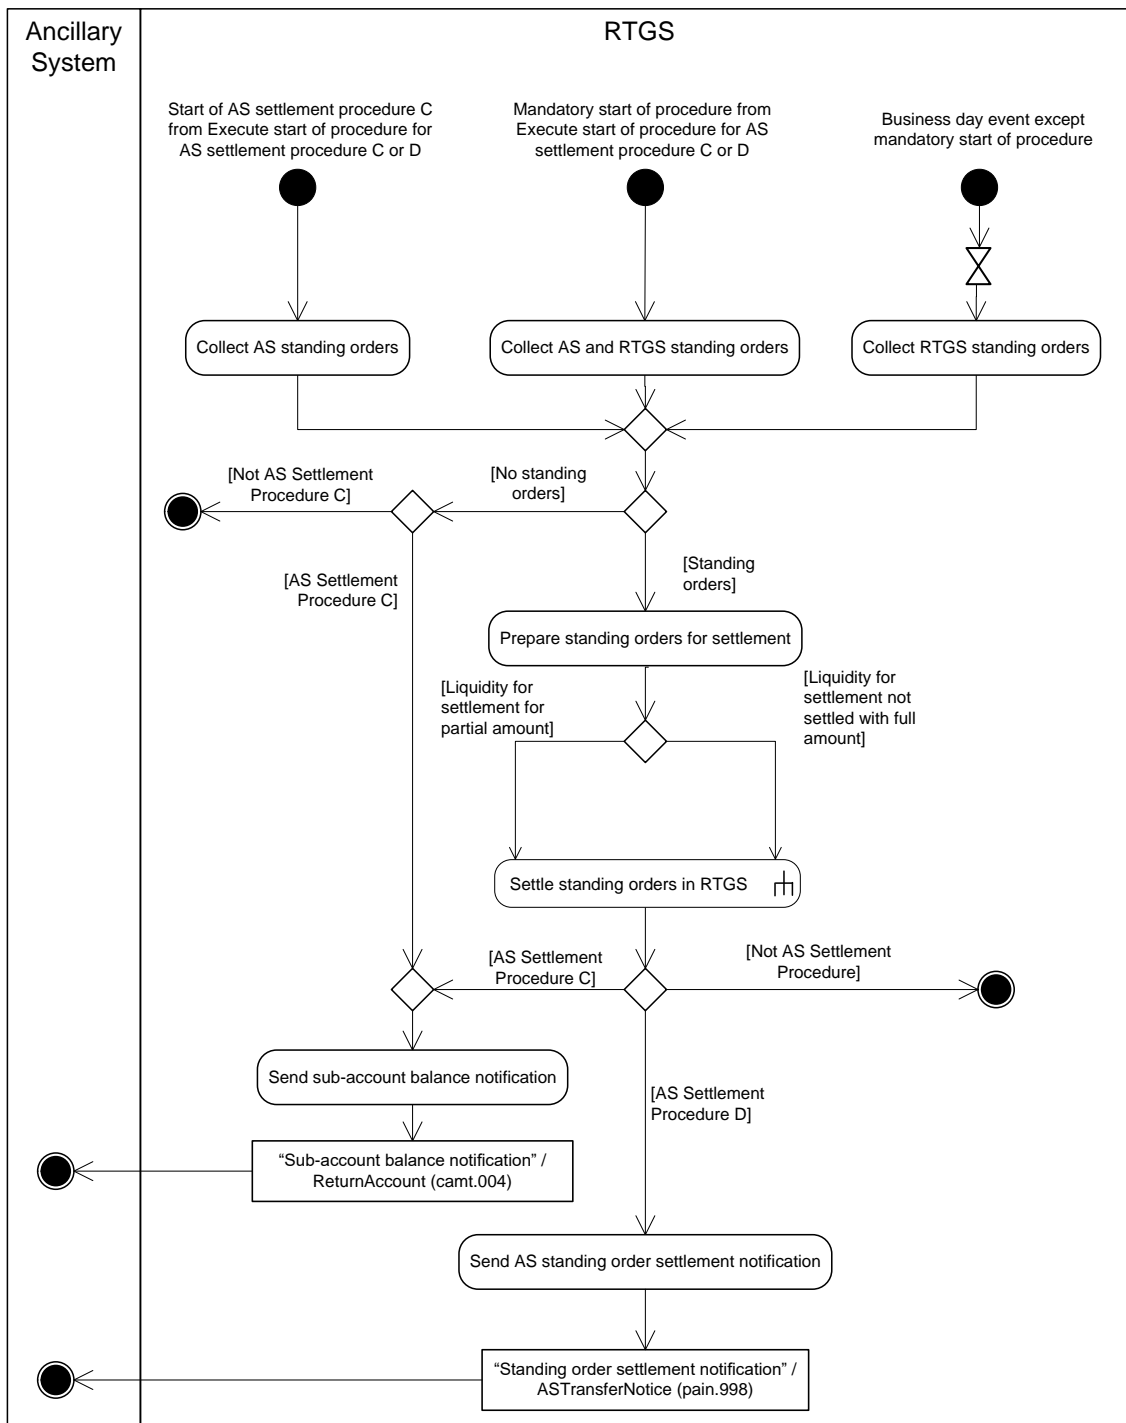 Ancillary
System
RTGS
Start of AS settlement procedure C
from Execute start of procedure for
AS settlement procedure C or D
Mandatory start of procedure from
Execute start of procedure for AS
settlement procedure C or D
Business day event except
mandatory start of procedure
Collect AS standing orders
Collect AS and RTGS standing orders
Collect RTGS standing orders
[Not AS Settlement
Procedure C]
[No standing
orders]
[AS Settlement
Procedure C]
[Standing
orders]
Prepare standing orders for settlement
[Liquidity for
settlement for
partial amount]
[Liquidity for
settlement not
settled with full
amount]
Settle standing orders in RTGS
[AS Settlement
Procedure C]
[Not AS Settlement
Procedure]
Send sub-account balance notification
[AS Settlement
Procedure D]
“Sub-account balance notification” /
ReturnAccount (camt.004)
Send AS standing order settlement notification
“Standing order settlement notification” /
ASTransferNotice (pain.998)